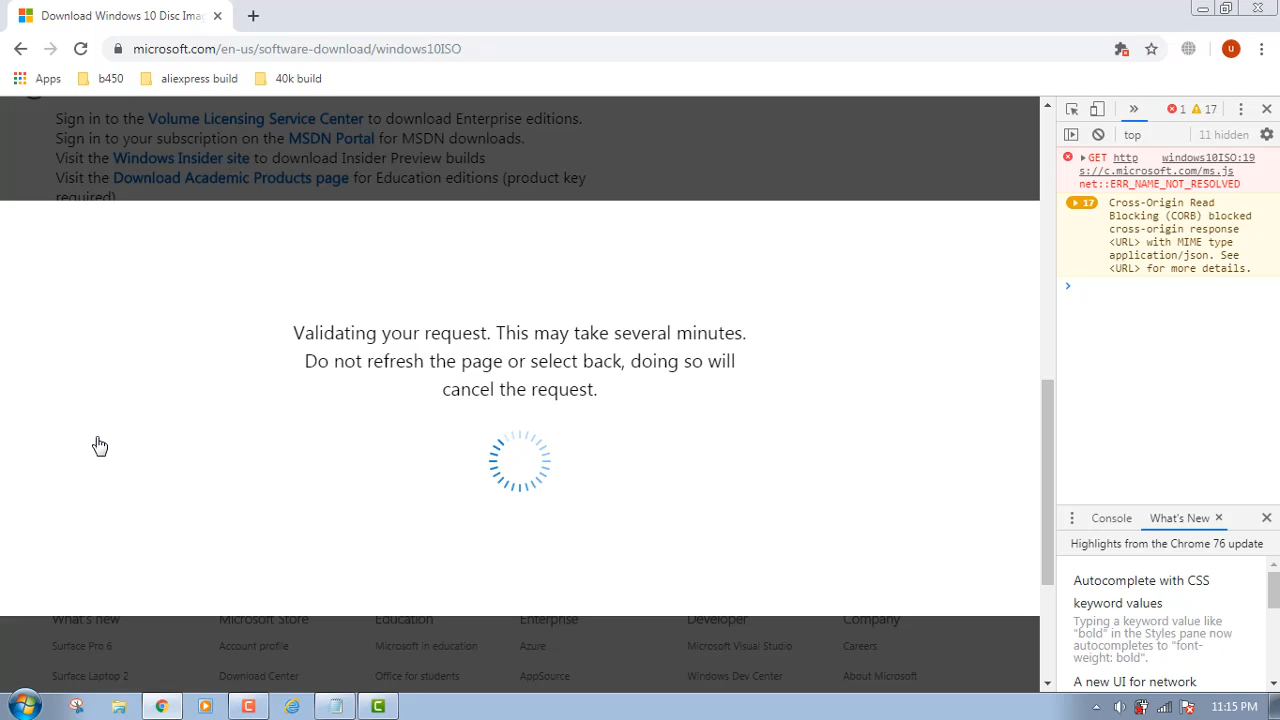 Download Windows 10 Disc Ima
microsoft.com/en-us/software-download/windows10ISO
u
Apps
b450
aliexpress build
40k build
Sign in to the Volume Licensing Service Center to download Enterprise editions.
Sign in to your subscription on the MSDN Portal for MSDN downloads.
Visit the Windows Insider site to download Insider Preview builds
Visit the Download Academic Products page for Education editions (product key
required)
Validating your request. This may take several minutes.
Do not refresh the page or select back, doing so will
cancel the request.
What's new
Microsoft Store
Education
Enterprise
Developer
Company
Surface Pro 6
Account profile
Microsoft in education
Azure
Microsoft Visual Studio
Careers
Surface Laptop 2
Download Center
Office for students
AppSource
Windows Dev Center
About Microsoft
1
17
top
11 hidden
GET http windows10ISO:19
s://c.microsoft.com/ms.js
net::ERR_NAME_NOT_RESOLVED
17
Cross-Origin Read
Blocking (CORB) blocked
cross-origin response
<URL> with MIME type
application/json. See
<URL> for more details.
Console
What's New
Highlights from the Chrome 76 update
Autocomplete with CSS
keyword values
Typing a keyword value like
"bold" in the Styles pane now
autocompletes to "font-
weight: bold".
A new UI for network
11:15 PM